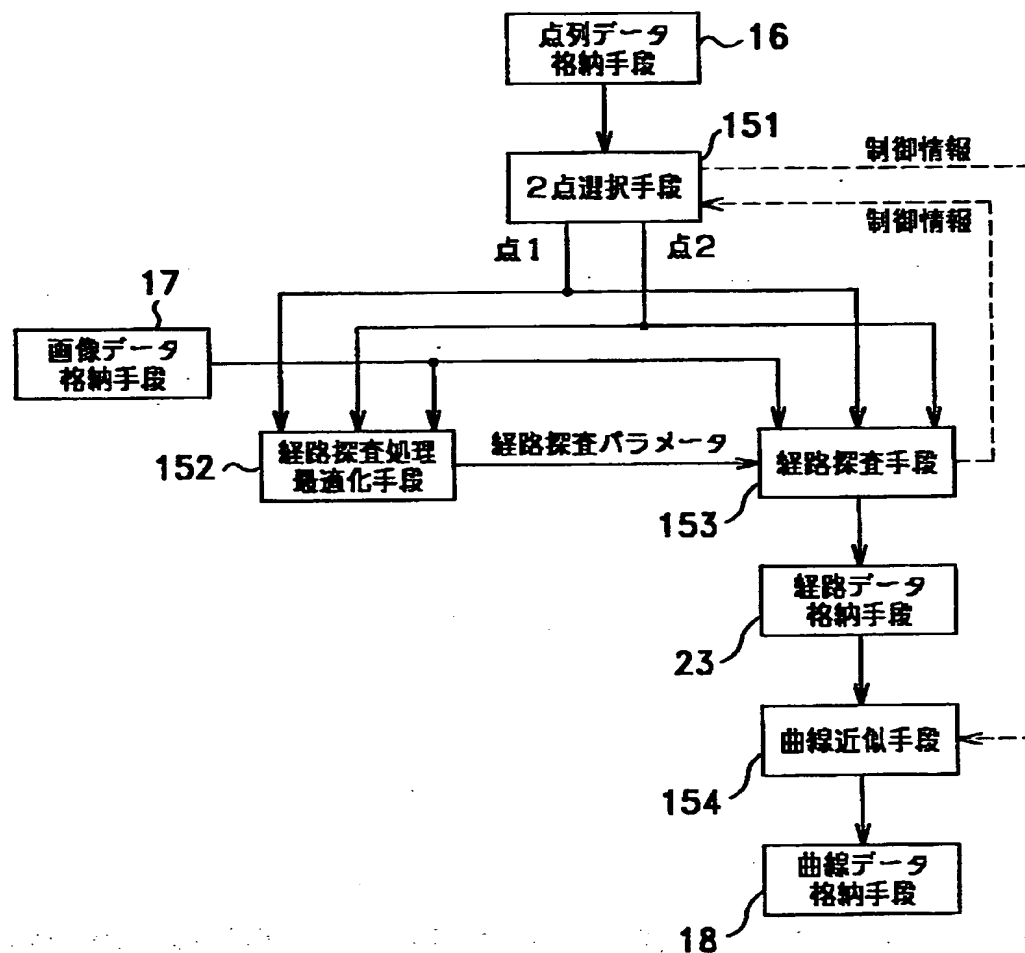 点列データ
格納手段
16
151
2点選択手段
制御情報
制御情報
点1
点2
17
画像データ
格納手段
経路探査処理
最適化手段
152
経路探査パラメータ
経路探査手段
153
経路データ
格納手段
23
曲線近似手段
154
曲線データ
格納手段
18